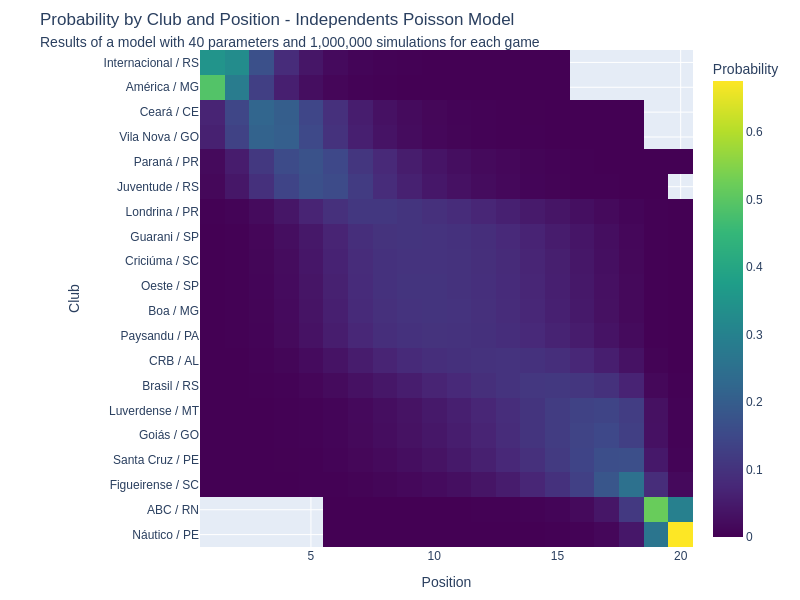 Probability by Club and Position - Independents Poisson Model
Results of a model with 40 parameters and 1,000,000 simulations for each game
Probability
Internacional / RS
América / MG
Ceará / CE
Vila Nova / GO
Paraná / PR
Juventude / RS
Londrina / PR
Guarani / SP
Criciúma / SC
Oeste / SP
Boa / MG
Paysandu / PA
CRB / AL
Brasil / RS
Luverdense / MT
Goiás / GO
Santa Cruz / PE
Figueirense / SC
ABC / RN
Náutico / PE
Club
5
10
15
20
Position
0.6
0.5
0.4
0.3
0.2
0.1
0